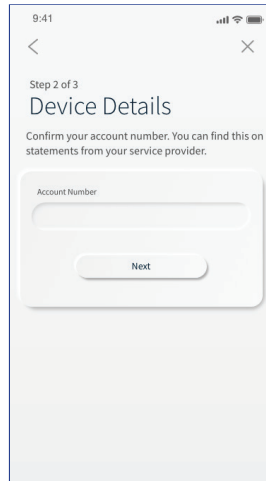 9:41
Step 2 of 3
Device Details
Confirm your account number. You can find this on
statements from your service provider.
Account Number
Next